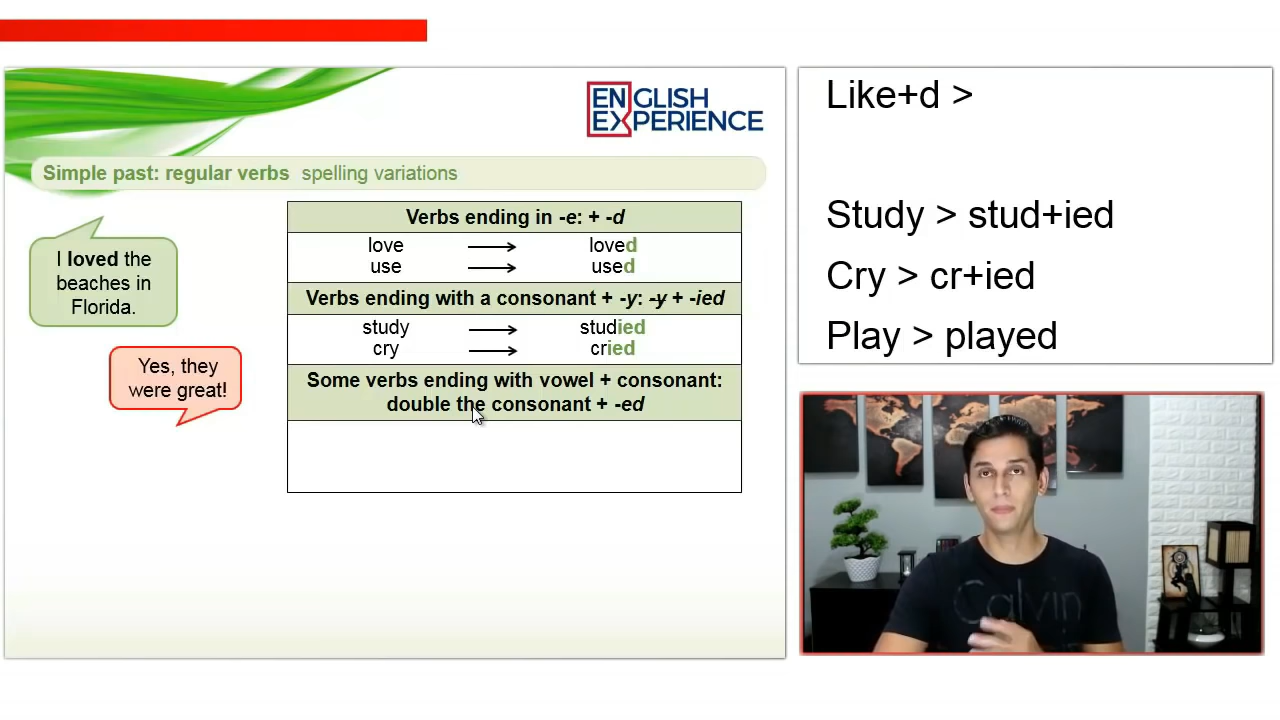 ENGLISH
EXPERIENCE
Simple past: regular verbs spelling variations
I loved the
beaches in
Florida.
Yes, they
were great!
Verbs ending in -e: + -d
love → loved
use → used
Verbs ending with a consonant + -y: -y + -ied
study → studied
cry → cried
Some verbs ending with vowel + consonant:
double the consonant + -ed
Like+d >
Study > stud+ied
Cry > cr+ied
Play > played
Calvin